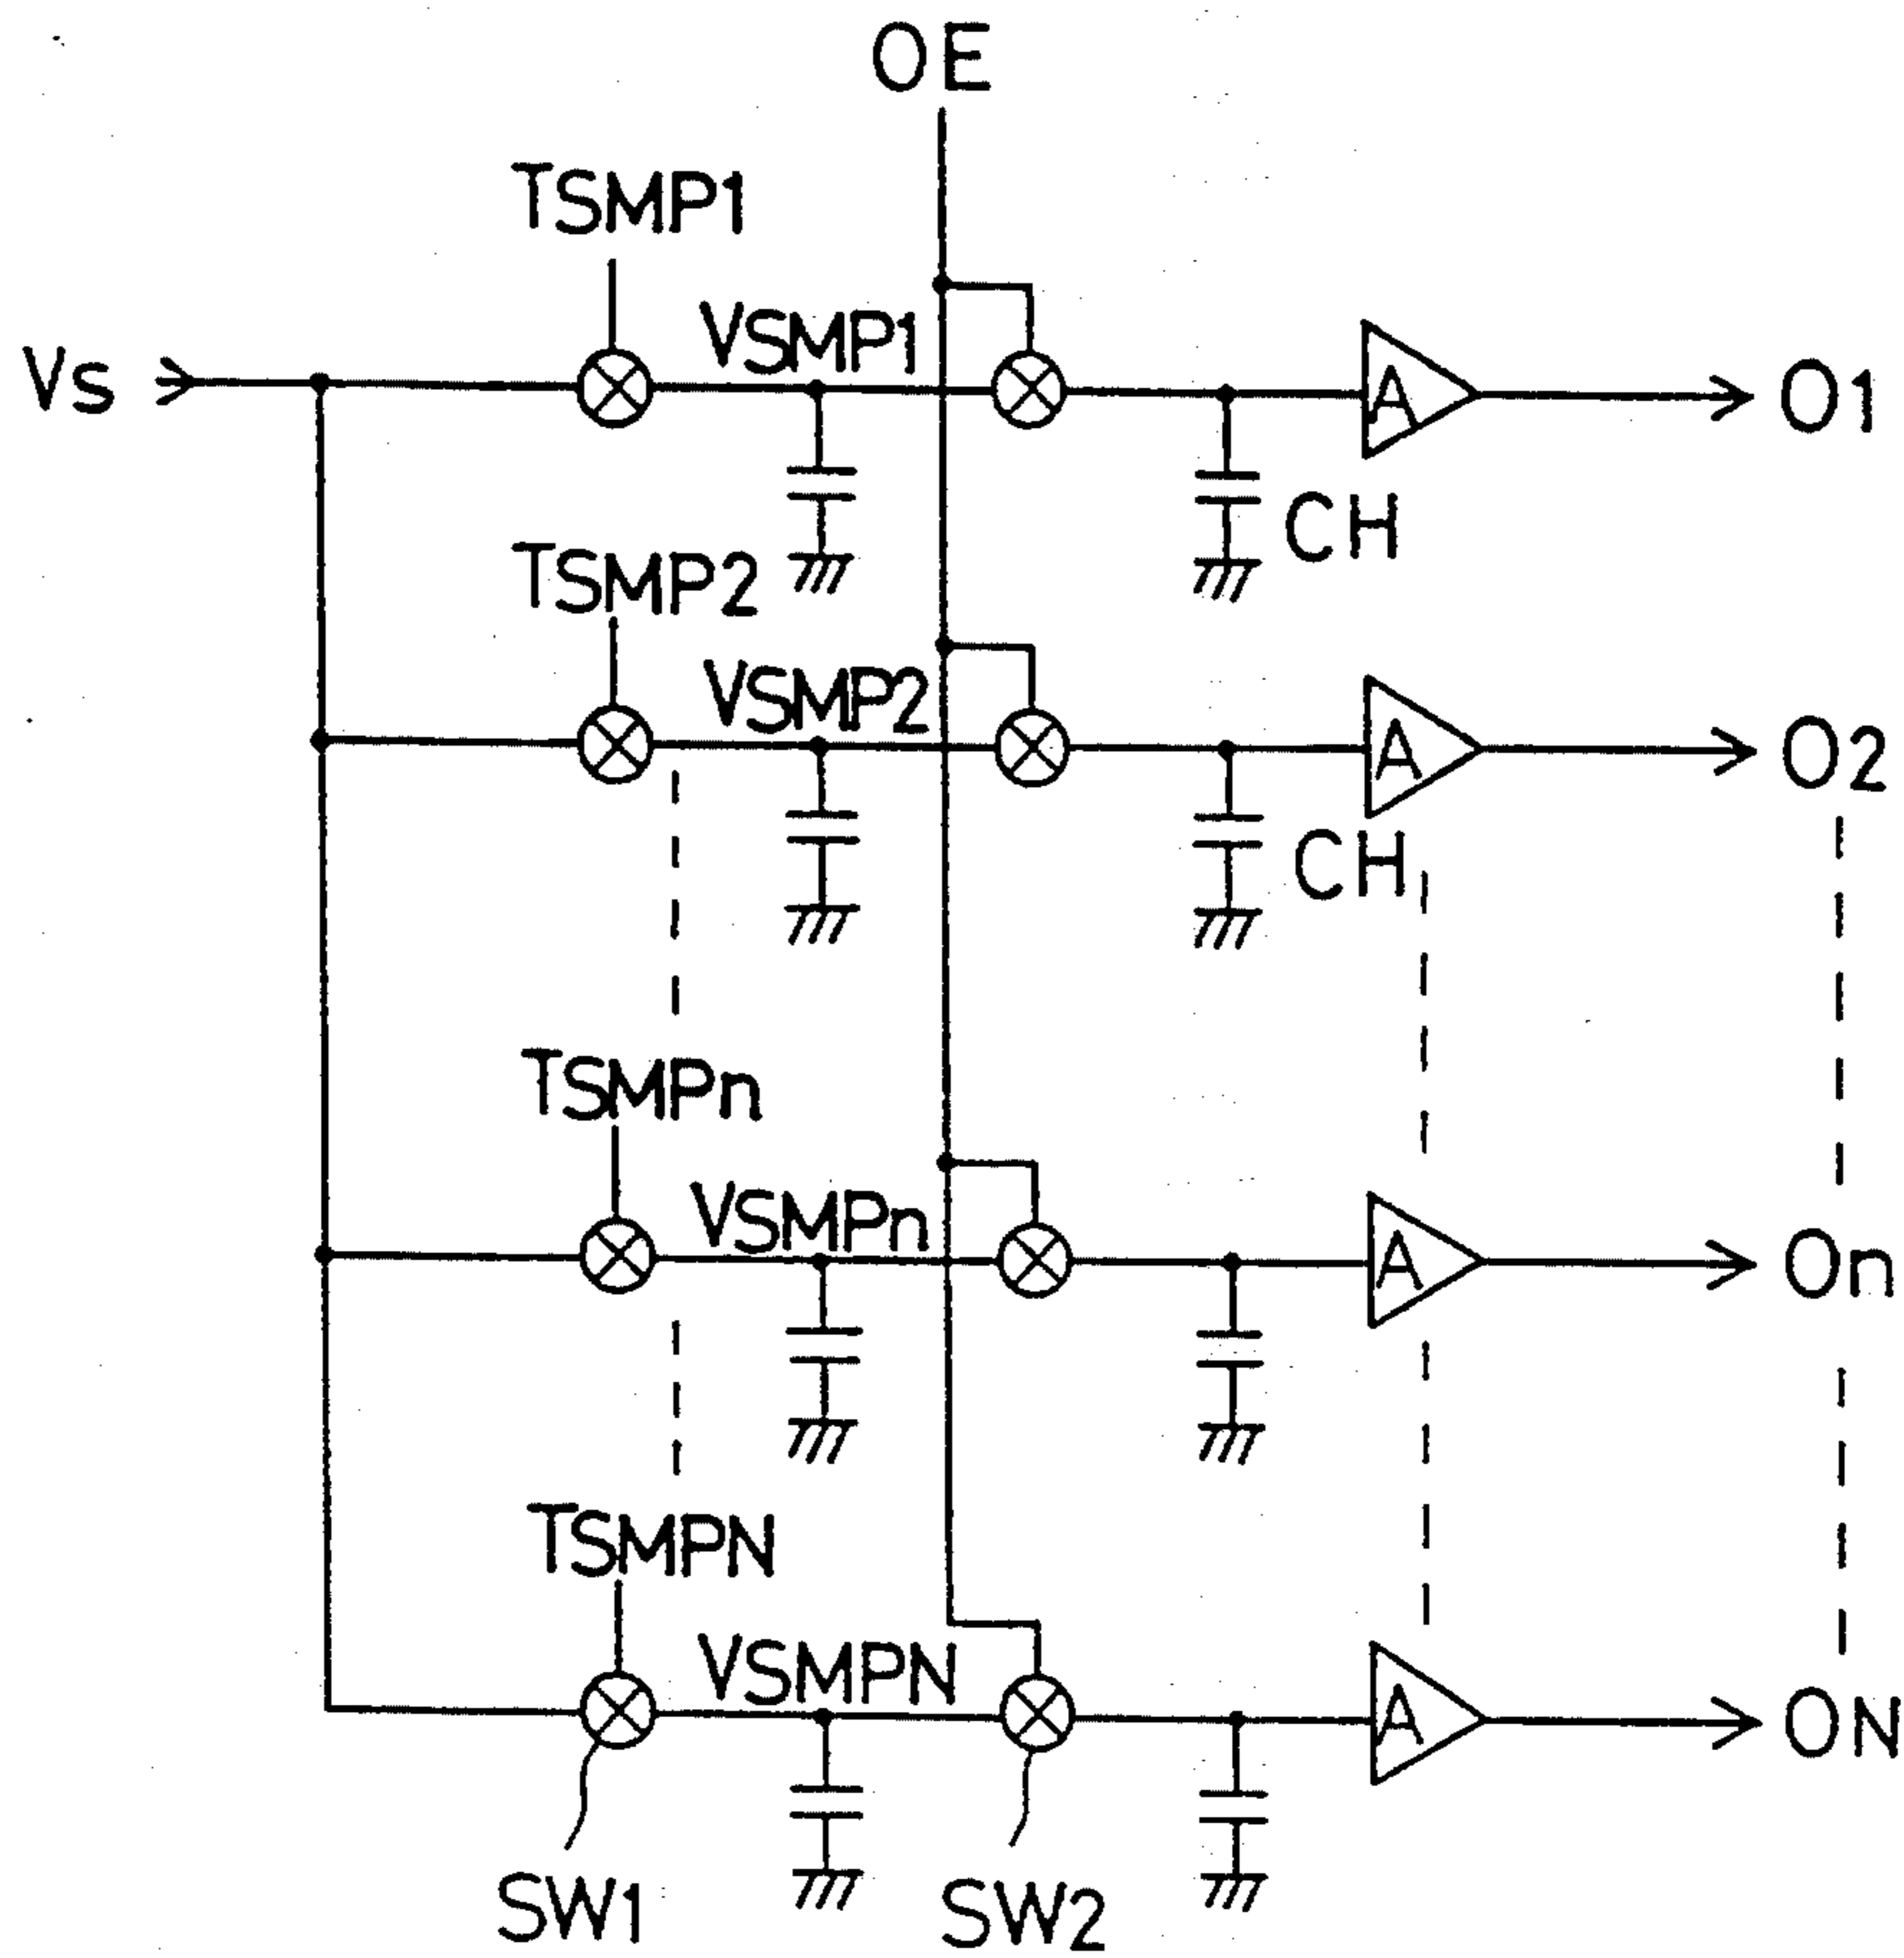 OE
TSMP1
VSMP1
Vs
A
O1
CH
TSMP2
VSMP2
A
O2
CH
TSMPn
VSMPn
A
On
TSMPN
VSMPN
A
ON
SW1
SW2